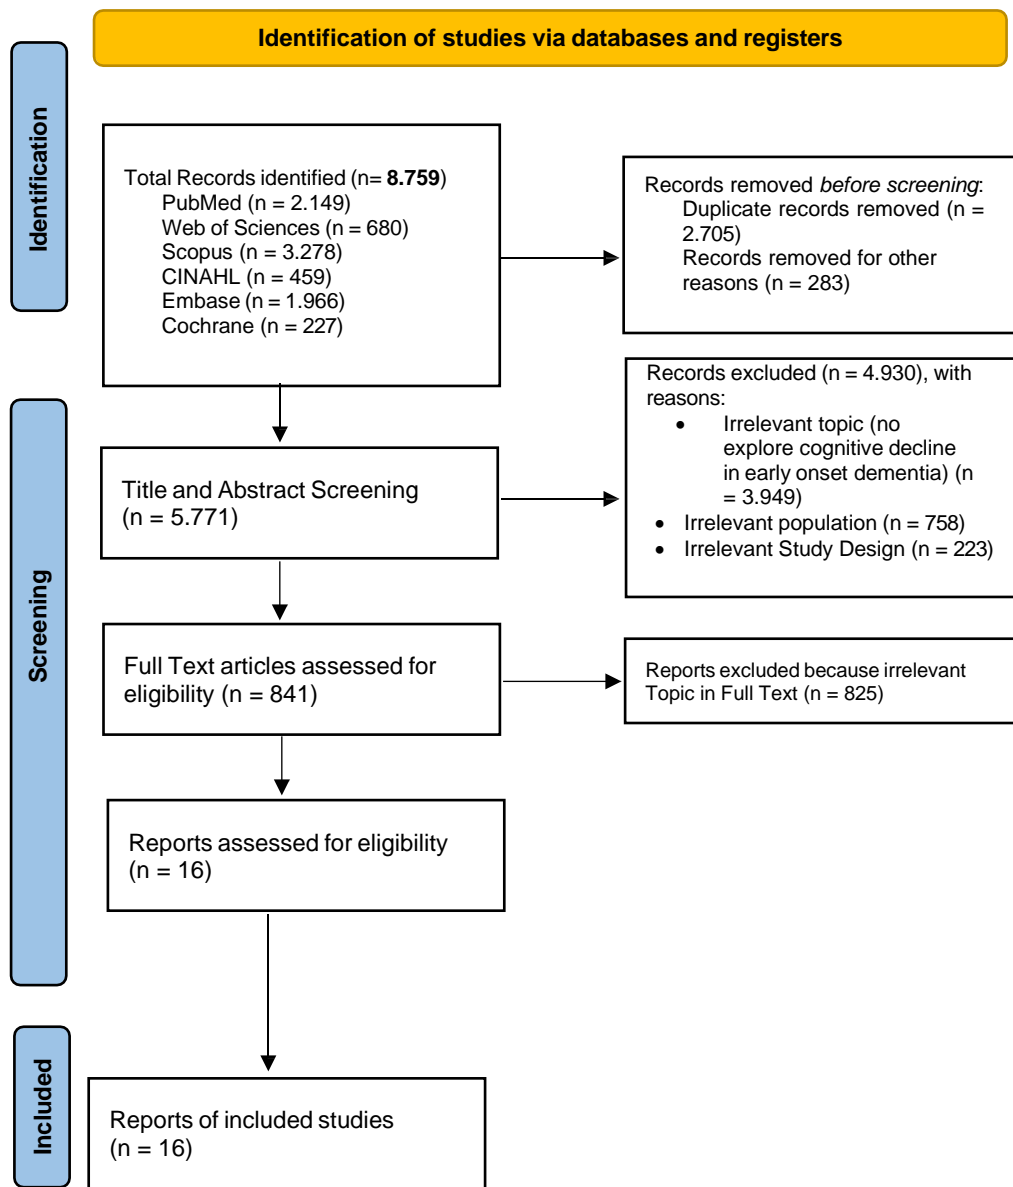 Identification of studies via databases and registers
Identification
Total Records identified (n= 8.759)
PubMed (n = 2.149)
Web of Sciences (n = 680)
Scopus (n = 3.278)
CINAHL (n = 459)
Embase (n = 1.966)
Cochrane (n = 227)
Records removed before screening:
Duplicate records removed (n =
2.705)
Records removed for other
reasons (n = 283)
Screening
Title and Abstract Screening
(n = 5.771)
Records excluded (n = 4.930), with
reasons:
• Irrelevant topic (no
explore cognitive decline
in early onset dementia) (n
= 3.949)
• Irrelevant population (n = 758)
• Irrelevant Study Design (n = 223)
Full Text articles assessed for
eligibility (n = 841)
Reports excluded because irrelevant
Topic in Full Text (n = 825)
Reports assessed for eligibility
(n = 16)
Included
Reports of included studies
(n = 16)